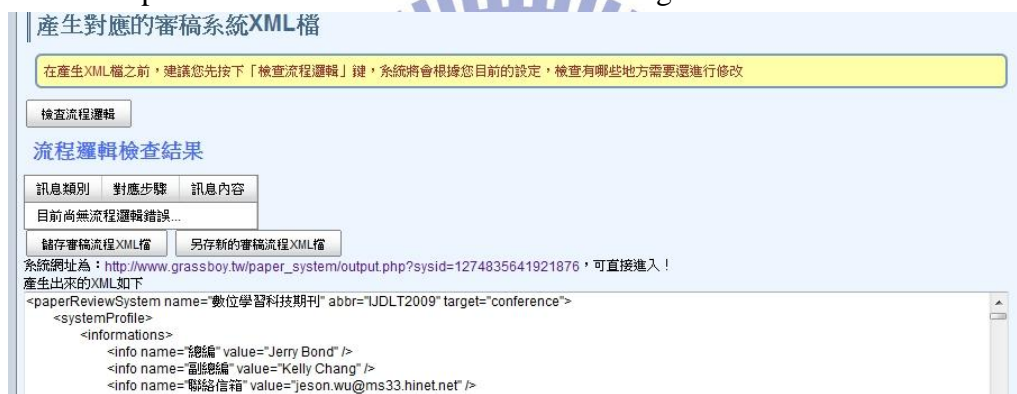 產生對應的審稿系統XML檔
在產生XML檔之前，建議您先按下「檢查流程邏輯」鍵，系統將會根據您目前的設定，檢查有哪些地方需要還進行修改
檢查流程邏輯
流程邏輯檢查結果
訊息類別 對應步驟 訊息內容
目前尚無流程邏輯錯誤...
儲存審稿流程XML檔 另存新的審稿流程XML檔
系統網址為：http://www.grassboy.tw/paper_system/output.php?sysid=1274835641921876，可直接進入！
產生出來的XML如下
<paperReviewSystem name="數位學習科技期刊" abbr="IJDLT2009" target="conference">
<systemProfile>
<informations>
<info name="總編" value="Jerry Bond" />
<info name="副總編" value="Kelly Chang" />
<info name="聯絡信箱" value="jeson.wu@ms33.hinet.net" />